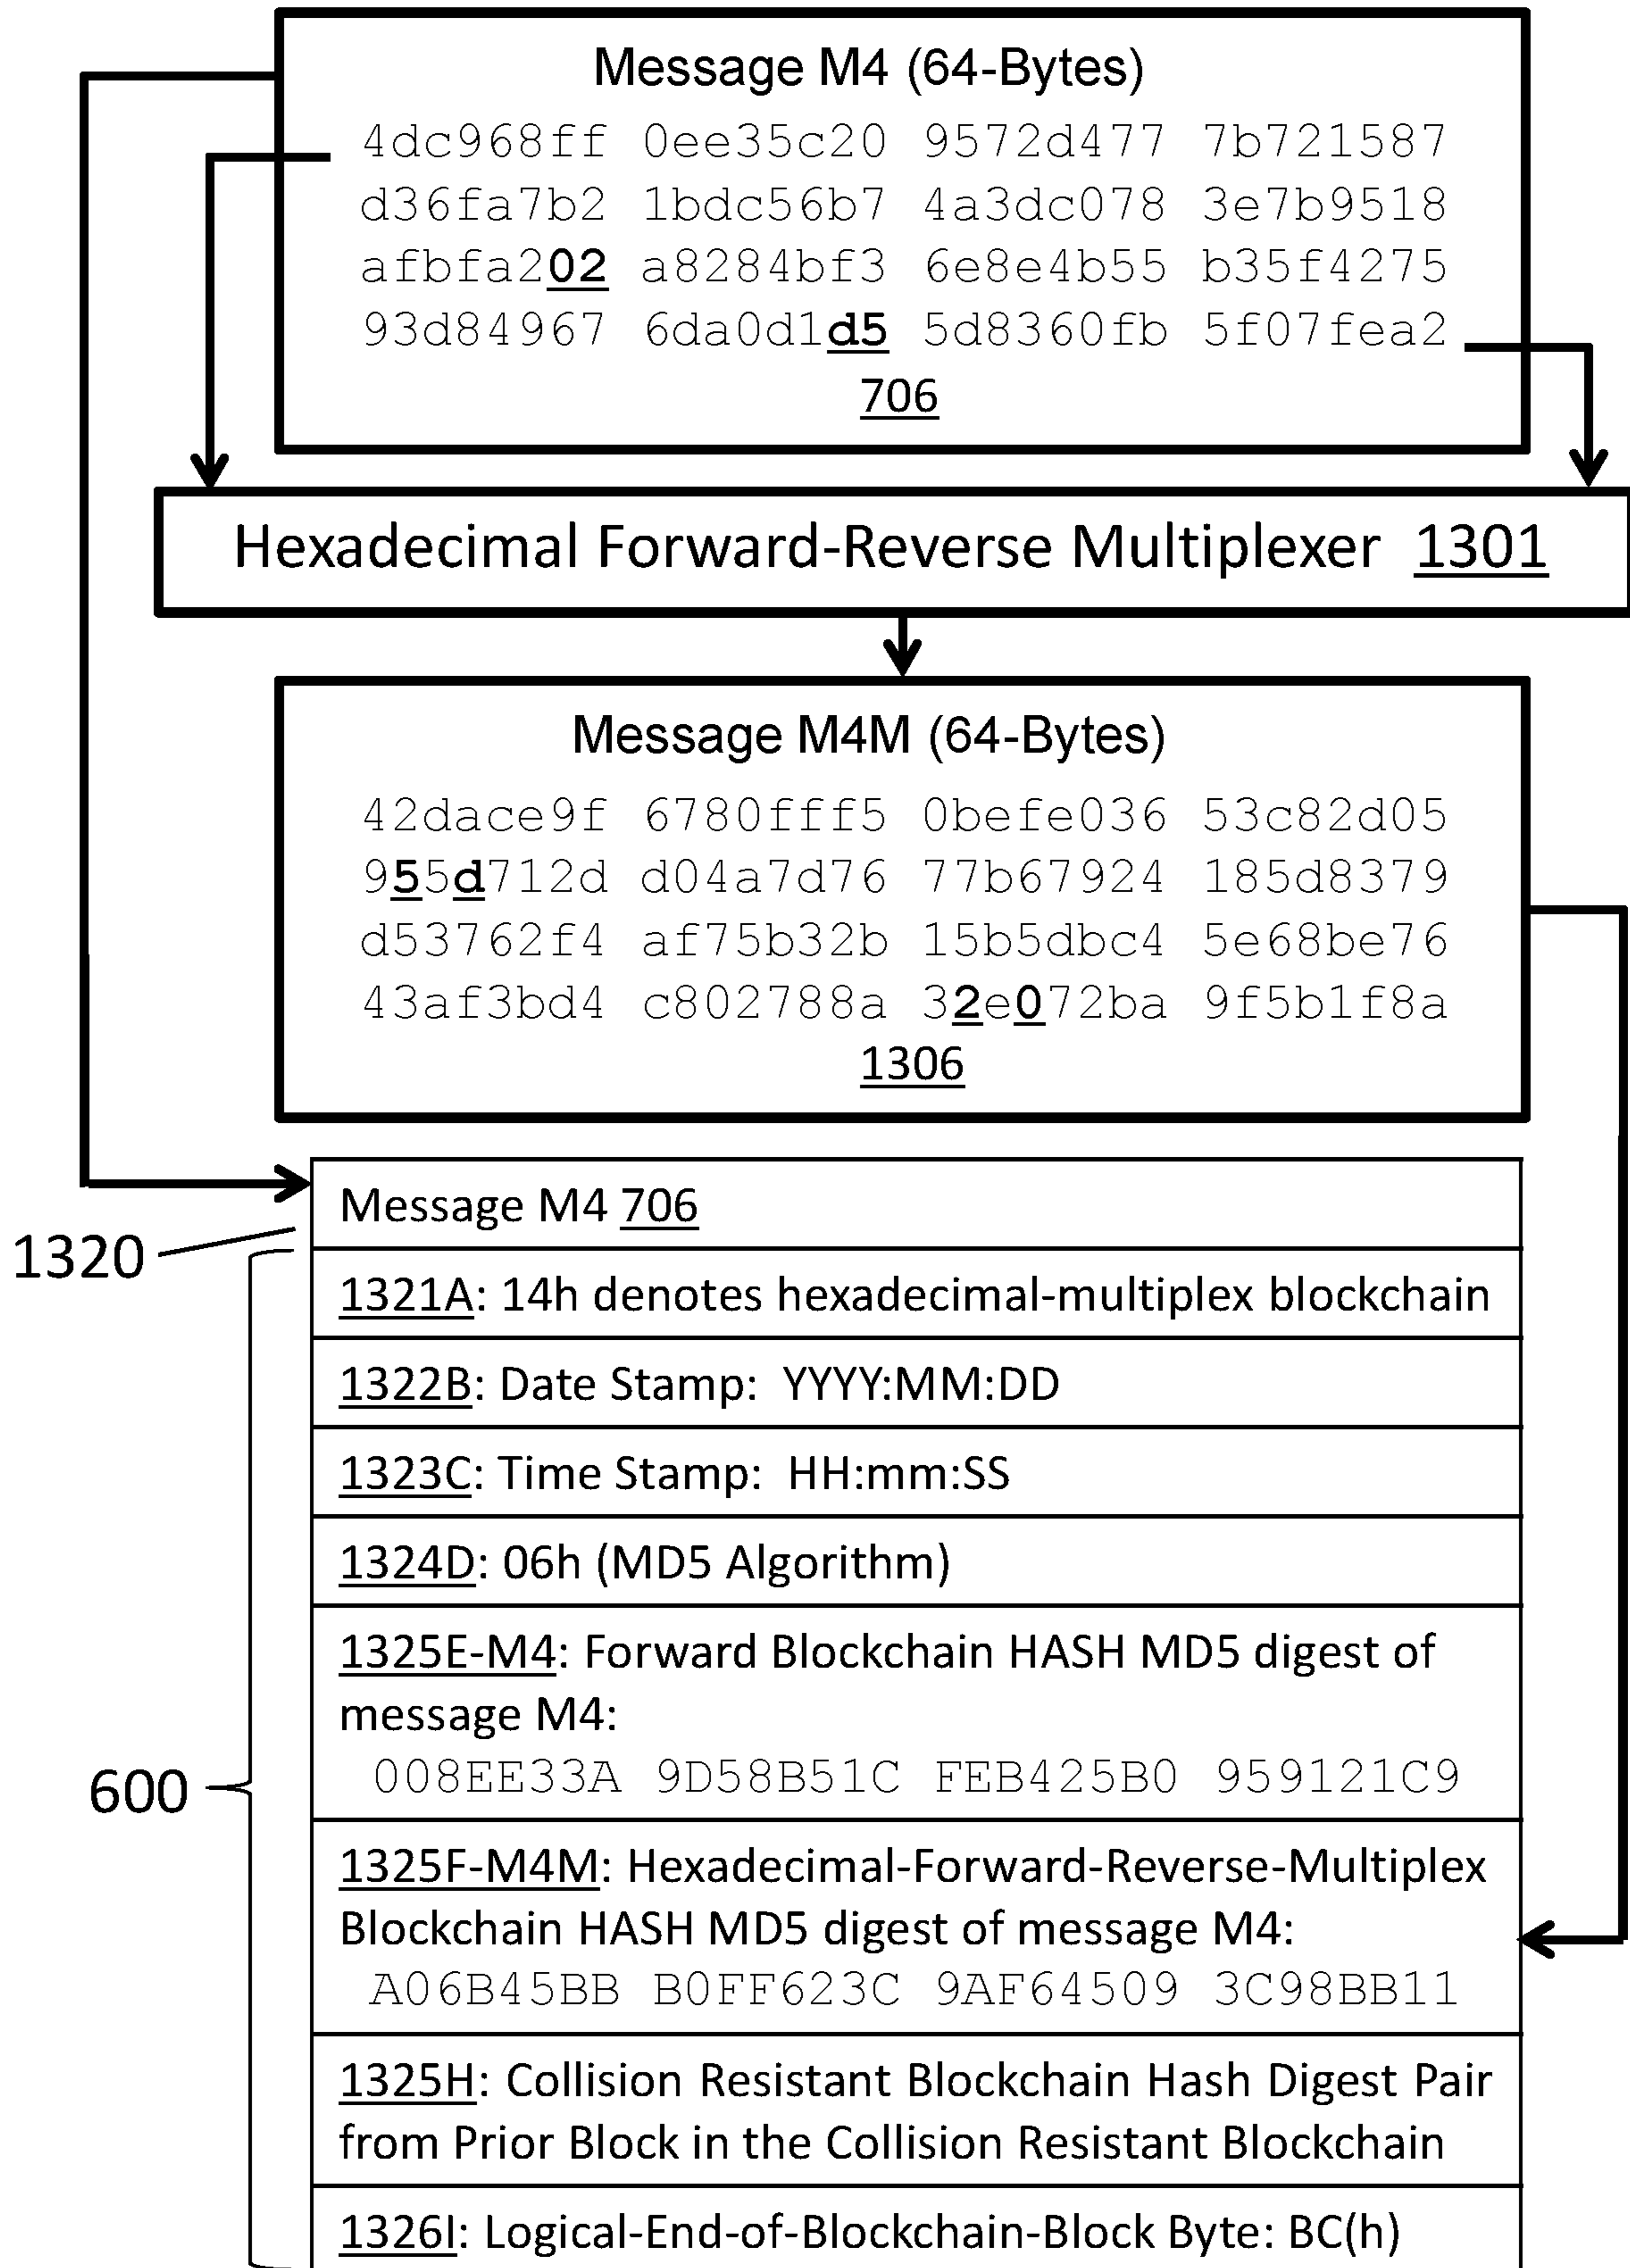 Message M4 (64-Bytes)
4dc968ff 0ee35c20 9572d477 7b721587
d36fa7b2 1bdc56b7 4a3dc078 3e7b9518
afbfa202 a8284bf3 6e8e4b55 b35f4275
93d84967 6da0d1d5 5d8360fb 5f07fea2
706
Hexadecimal Forward-Reverse Multiplexer 1301
Message M4M (64-Bytes)
42dace9f 6780fff5 0befe036 53c82d05
955d712d d04a7d76 77b67924 185d8379
d53762f4 af75b32b 15b5dbc4 5e68be76
43af3bd4 c802788a 32e072ba 9f5b1f8a
1306
Message M4 706
1320
1321A: 14h denotes hexadecimal-multiplex blockchain
1322B: Date Stamp: YYYY:MM:DD
1323C: Time Stamp: HH:mm:SS
1324D: 06h (MD5 Algorithm)
1325E-M4: Forward Blockchain HASH MD5 digest of
message M4:
008EE33A 9D58B51C FEB425B0 959121C9
600
1325F-M4M: Hexadecimal-Forward-Reverse-Multiplex
Blockchain HASH MD5 digest of message M4:
A06B45BB B0FF623C 9AF64509 3C98BB11
1325H: Collision Resistant Blockchain Hash Digest Pair
from Prior Block in the Collision Resistant Blockchain
1326I: Logical-End-of-Blockchain-Block Byte: BC(h)